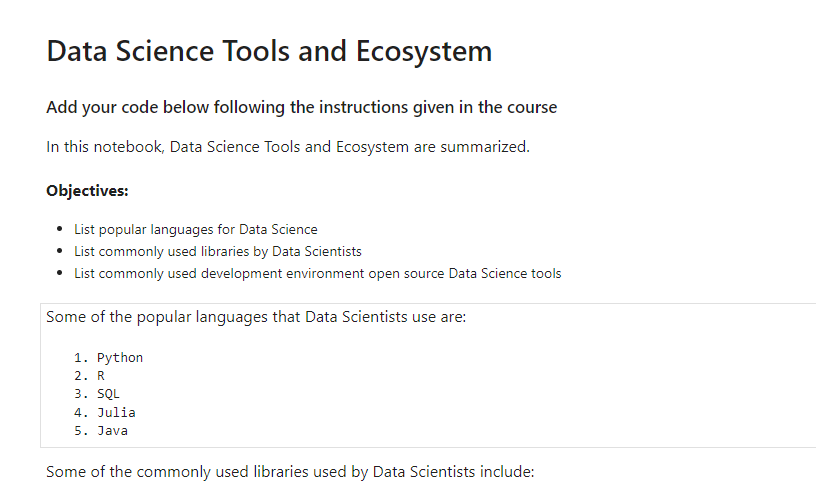 Data Science Tools and Ecosystem
Add your code below following the instructions given in the course
In this notebook, Data Science Tools and Ecosystem are summarized.
Objectives:
• List popular languages for Data Science
• List commonly used libraries by Data Scientists
• List commonly used development environment open source Data Science tools
Some of the popular languages that Data Scientists use are:
1. Python
2. R
3. SQL
4. Julia
5. Java
Some of the commonly used libraries used by Data Scientists include: